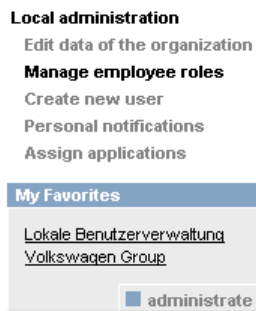 Local administration
Edit data of the organization
Manage employee roles
Create new user
Personal notifications
Assign applications
My Favorites
Lokale Benutzerverwaltung
Volkswagen Group
administrate